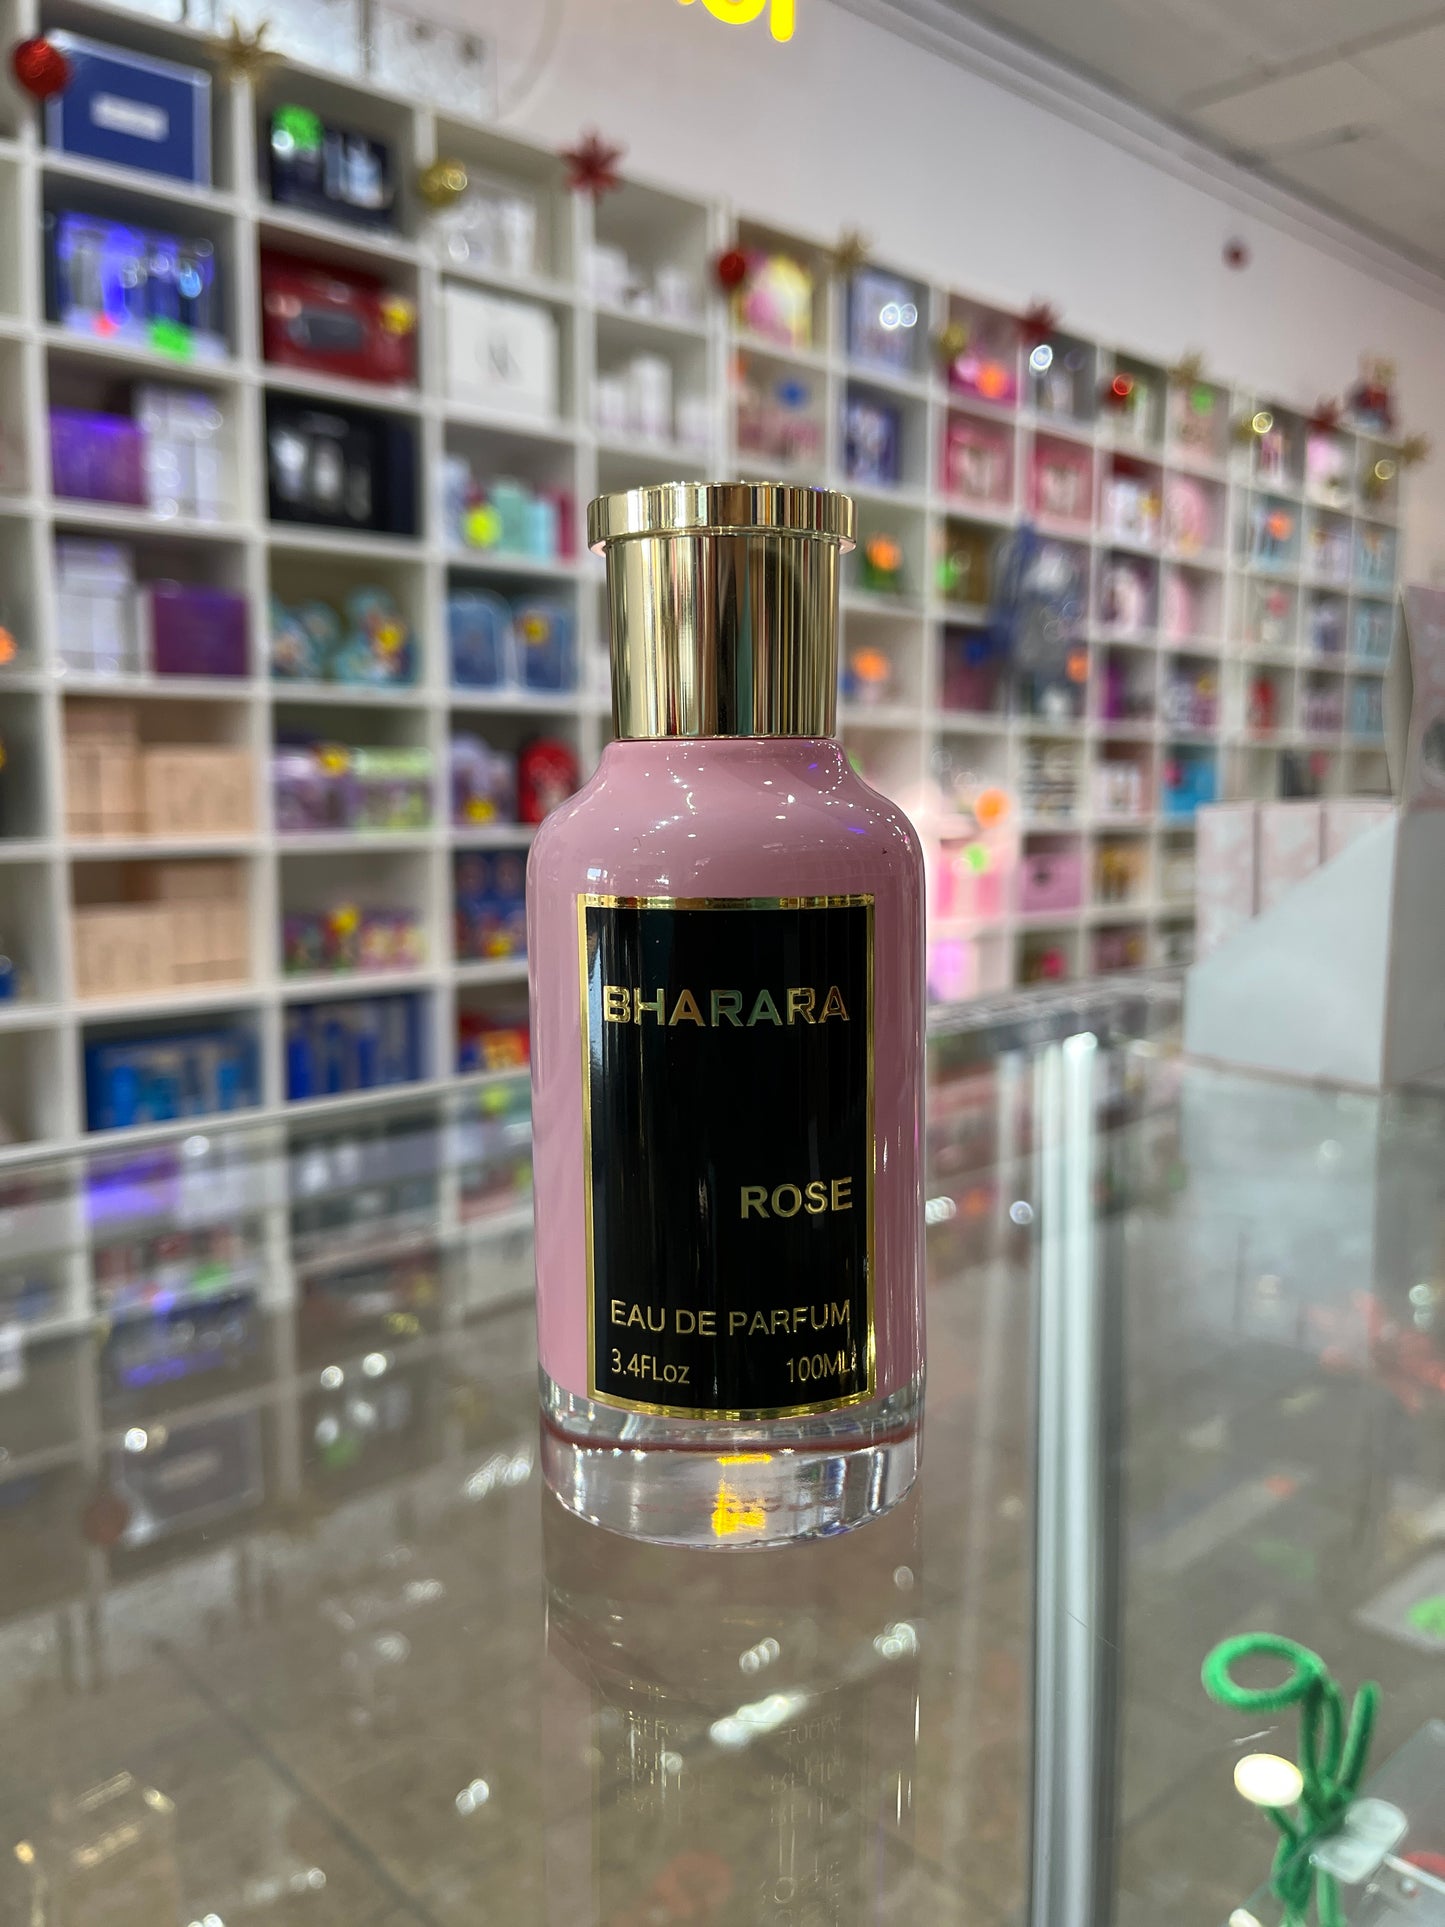 BHARARA
ROSE
EAU DE PARFUM
3.4FLoz 100ML